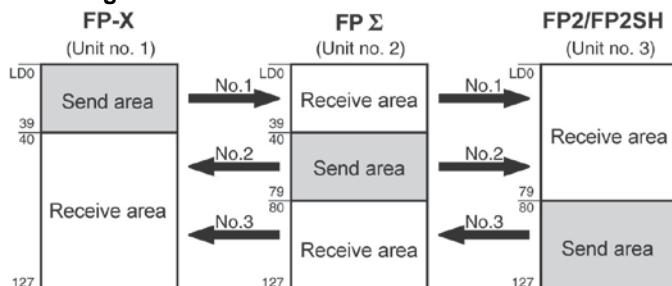 FP-X FP Σ FP2/FP2SH
(Unit no. 1) (Unit no. 2) (Unit no. 3)
LD0 LD0 LD0
Send area No.1 Receive area No.1
39 39
40 40
Receive area
No.2 Send area No.2
Receive area
79 79
80 80
No.3 Receive area No.3
Send area
127 127 127